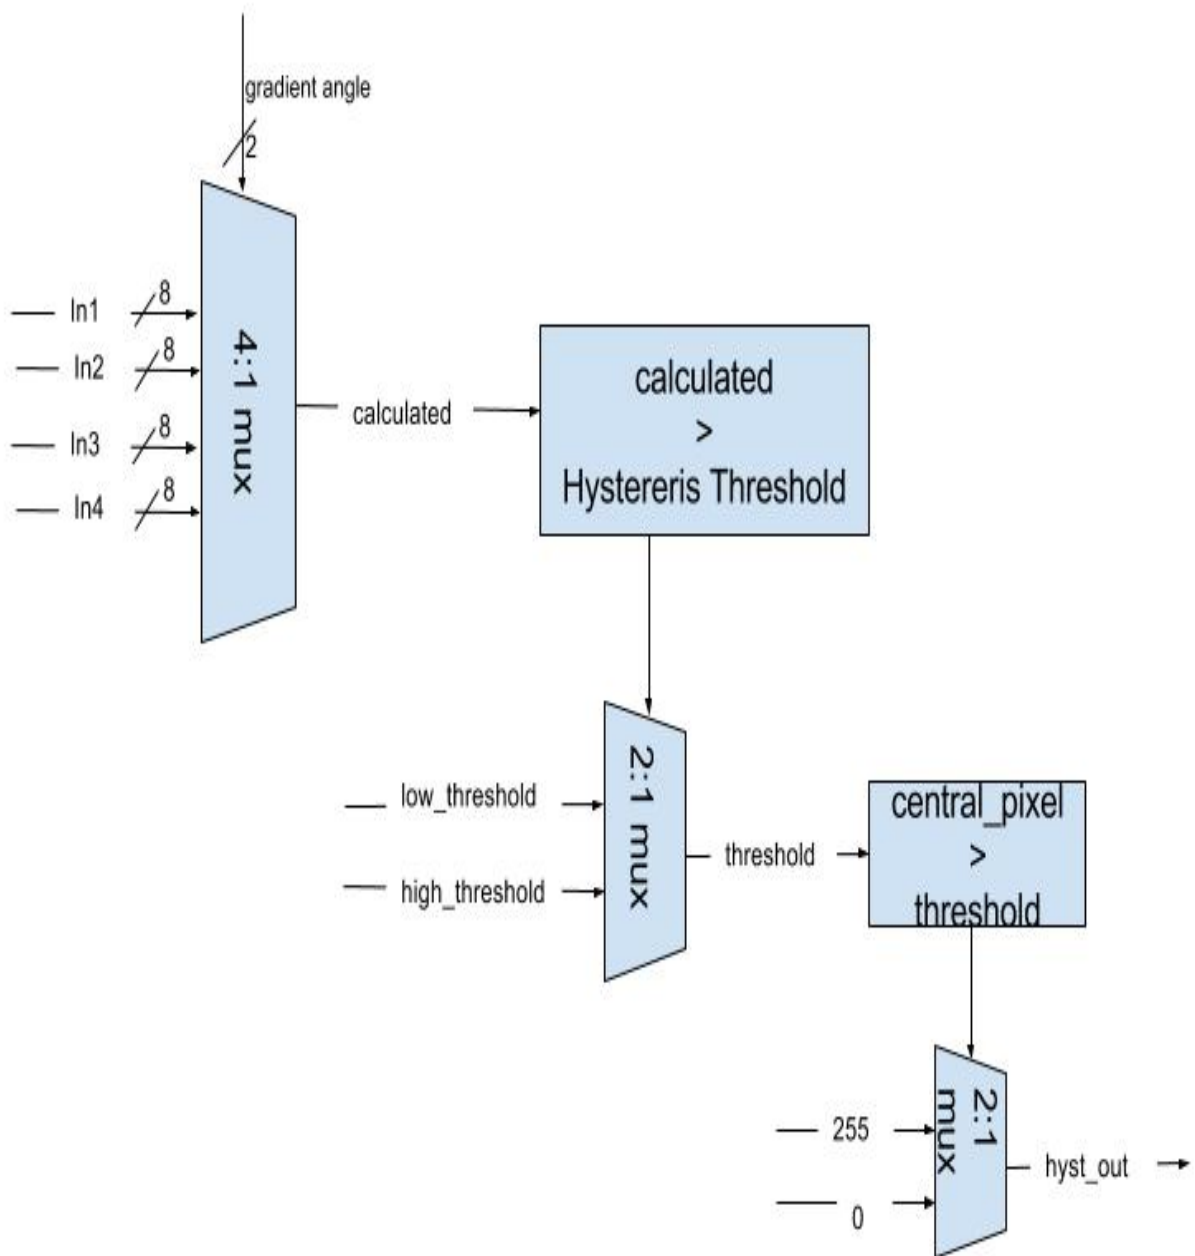 gradient angle
2
In1
8
In2
8
In3
8
In4
8
4:1 mux
calculated
calculated
>
Hystereris Threshold
low_threshold
high_threshold
2:1 mux
threshold
central_pixel
>
threshold
255
0
2:1
mux
hyst_out